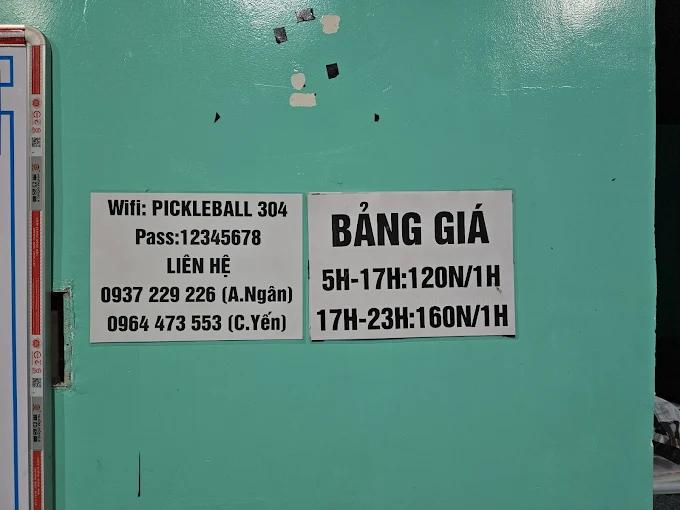 Wifi: PICKLEBALL 304
Pass:12345678
LIÊN HỆ
0937 229 226 (A.Ngân)
0964 473 553 (C.Yến)
BẢNG GIÁ
5H-17H:120N/1H
17H-23H:160N/1H